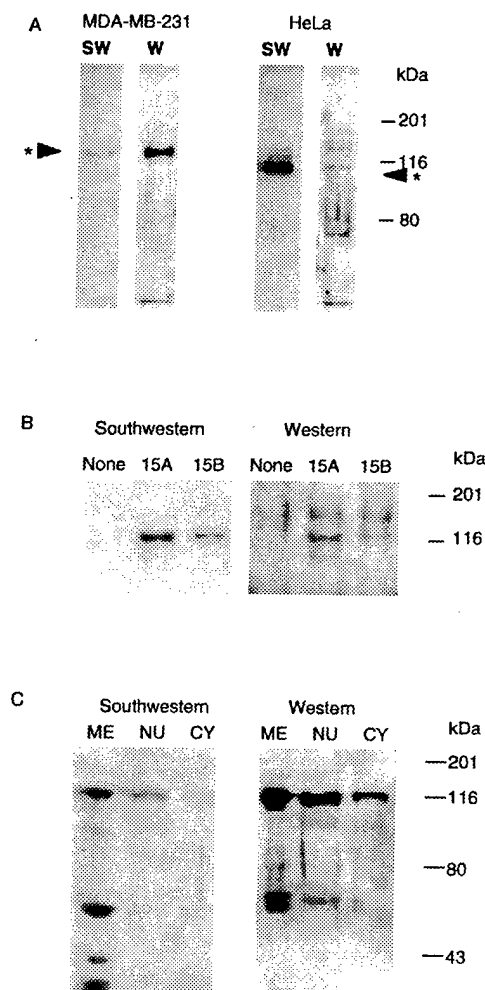 A
MDA-MB-231
HeLa
SW W
SW W
kDa
* 
— 201
— 116
*
— 80
B
Southwestern Western
None 15A 15B None 15A 15B
kDa
— 201
— 116
C
Southwestern Western
ME NU CY ME NU CY
kDa
— 201
— 116
— 80
— 43